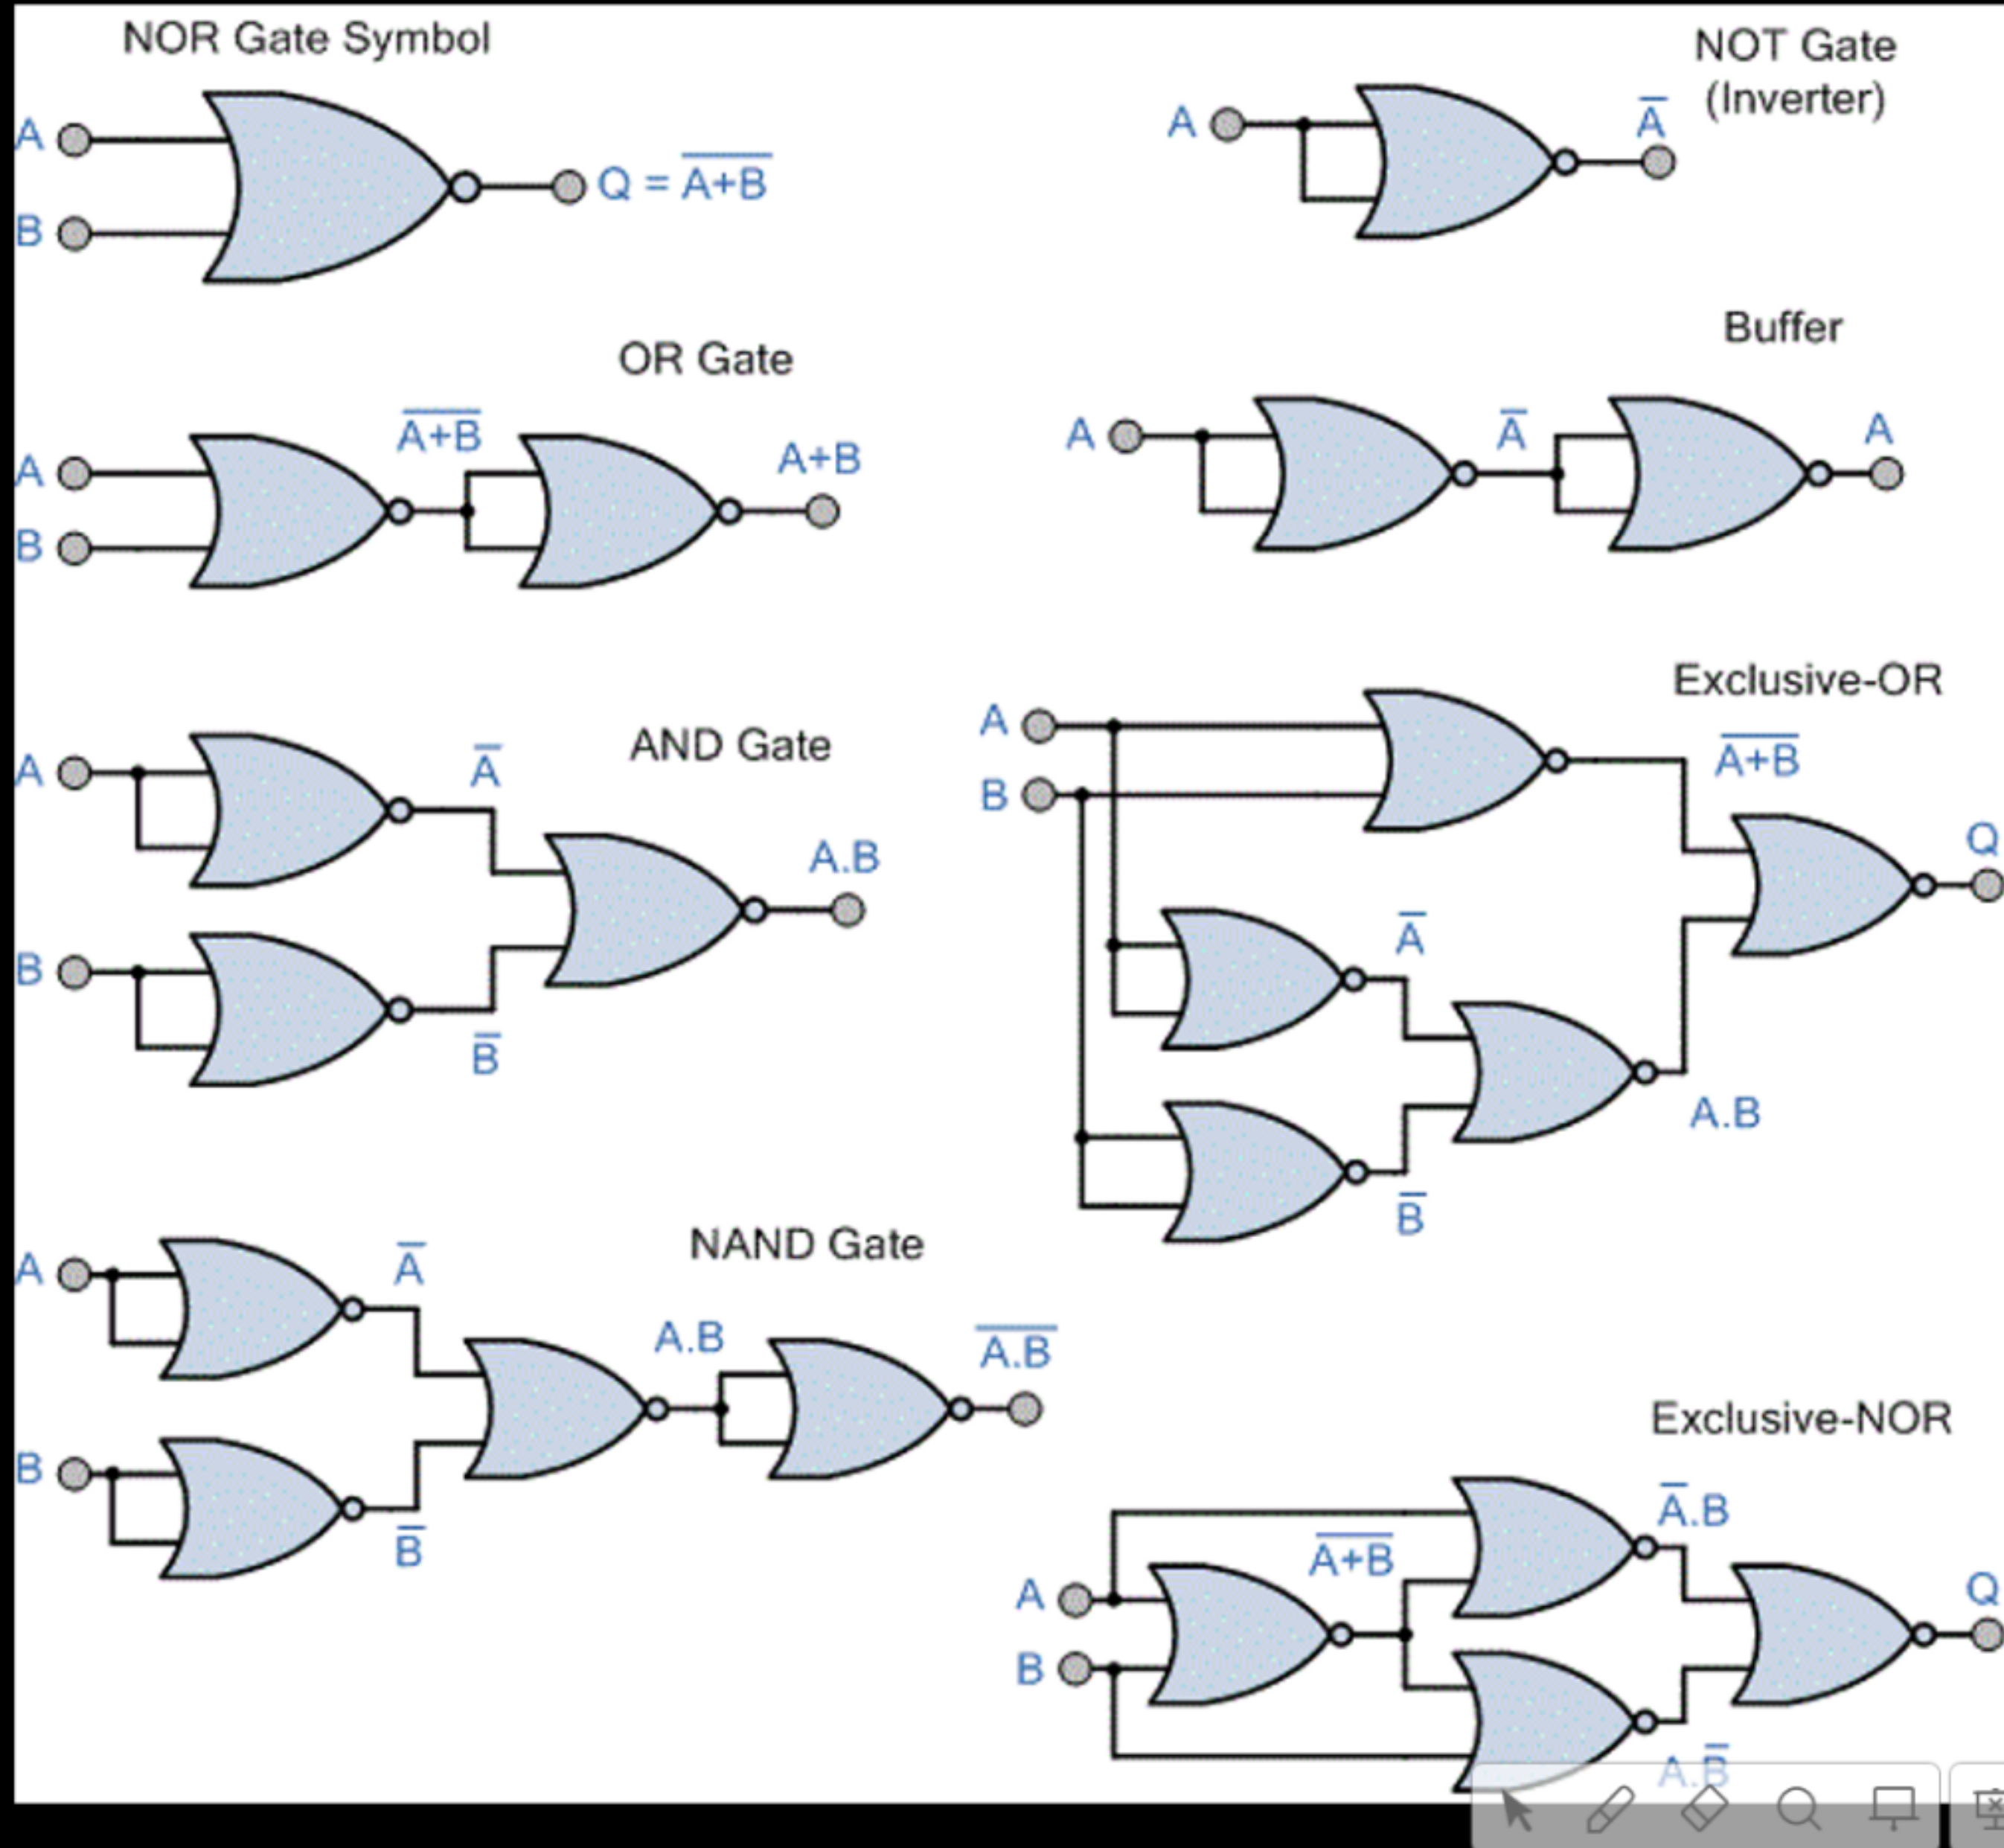 NOR Gate Symbol
A
B
Q = A̅+̅B̅
NOT Gate
(Inverter)
A
A̅
OR Gate
A
B
A̅+̅B̅
A+B
Buffer
A
A̅
A
AND Gate
A
A̅
B
B̅
A.B
Exclusive-OR
A
B
A̅+̅B̅
A̅
B̅
A.B
Q
NAND Gate
A
A̅
B
B̅
A.B
A̅.̅B̅
Exclusive-NOR
A
B
A̅+̅B̅
A̅.B
A.B̅
Q